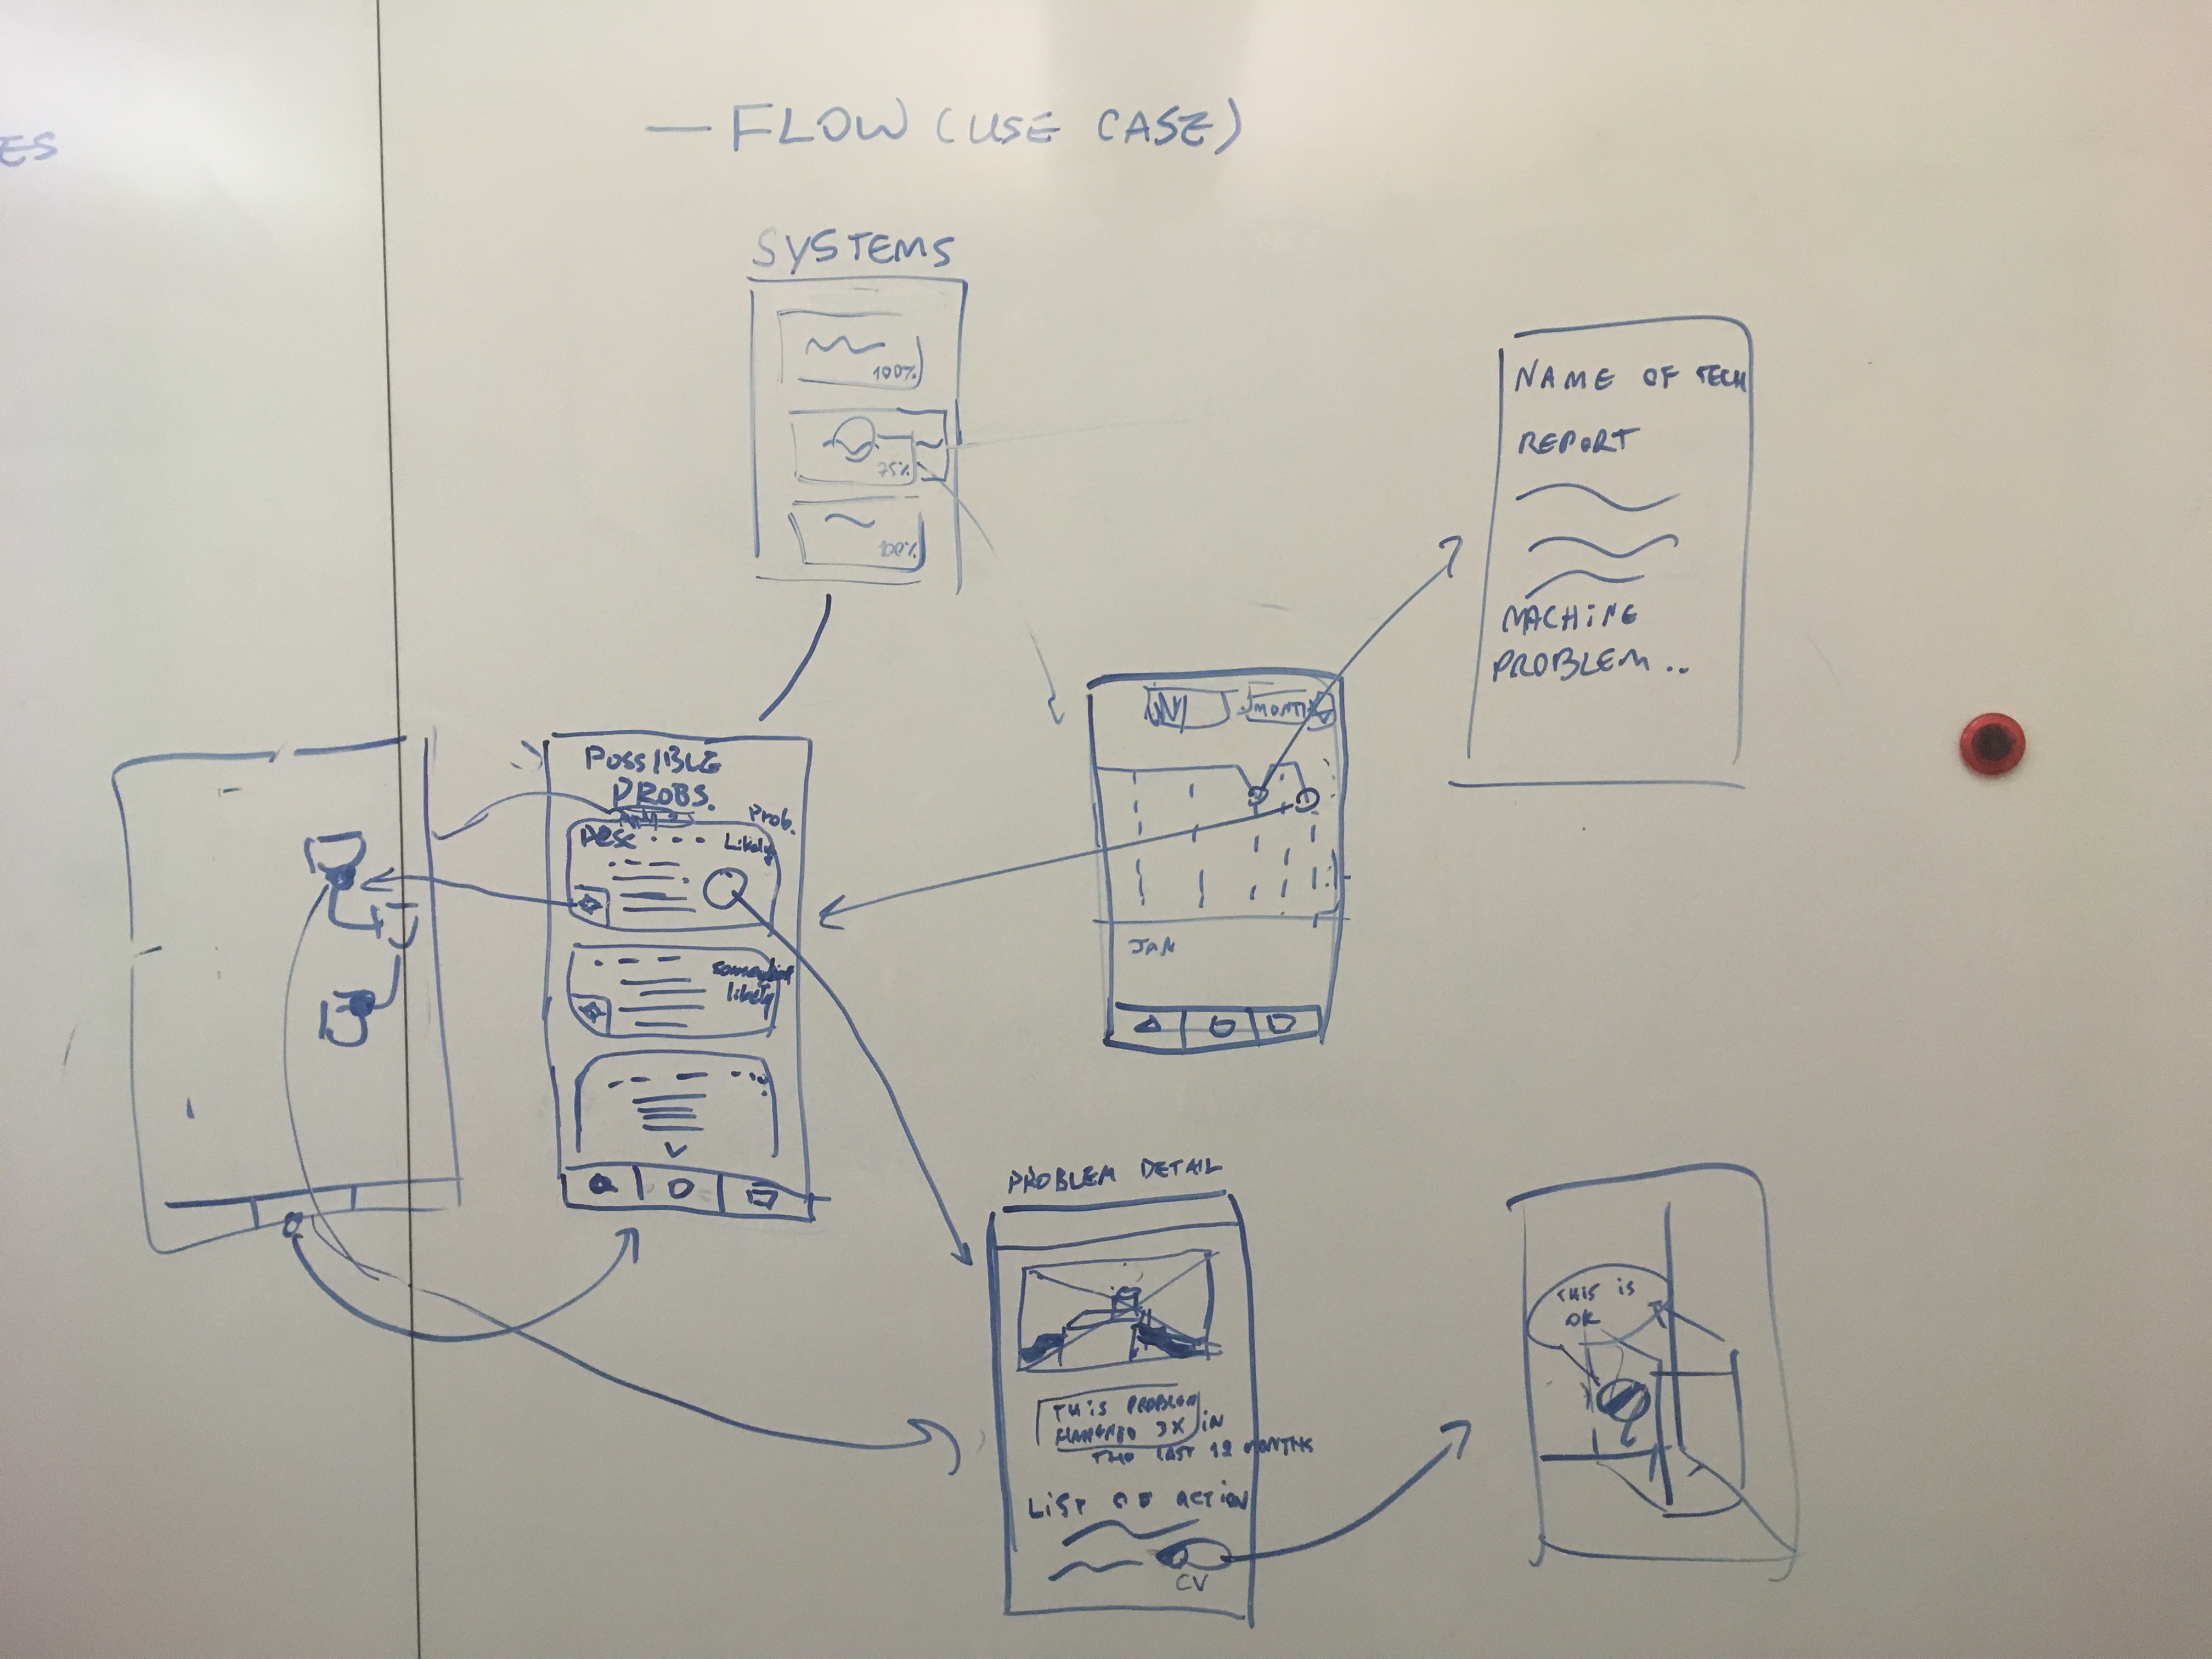 ES
— FLOW (USE CASE)
SYSTEMS
100%
75%
100%
NAME OF TECH
REPORT
MACHINE
PROBLEM ..
MONTH
JAN
POSSIBLE
PROBS.
Prob.
DESC
Likely
somewhat
likely
PROBLEM DETAIL
THIS PROBLEM
3X IN
THE LAST 12 MONTHS
LIST OF ACTION
CV
THIS IS
OK